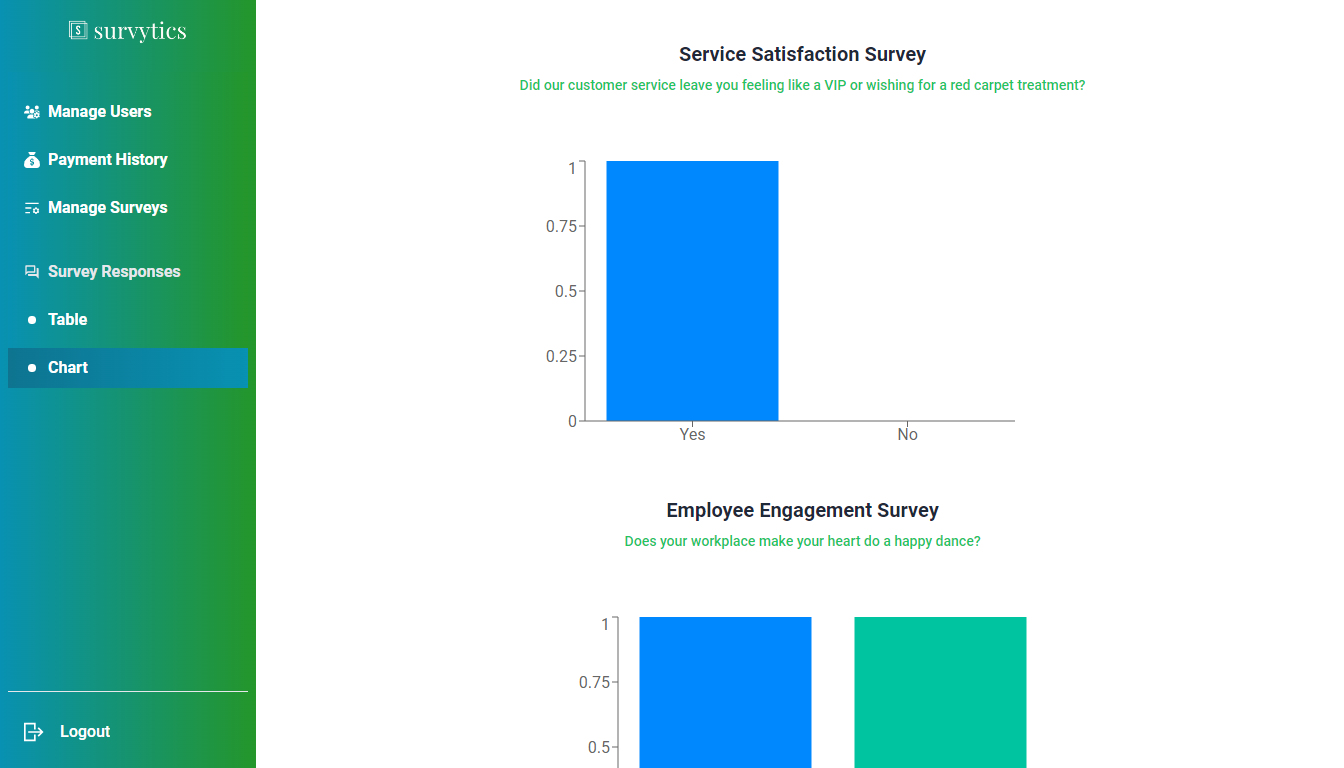 survytics
Manage Users
Payment History
Manage Surveys
Survey Responses
Table
Chart
Logout
Service Satisfaction Survey
Did our customer service leave you feeling like a VIP or wishing for a red carpet treatment?
1
0.75
0.5
0.25
0
Yes No
Employee Engagement Survey
Does your workplace make your heart do a happy dance?
1
0.75
0.5